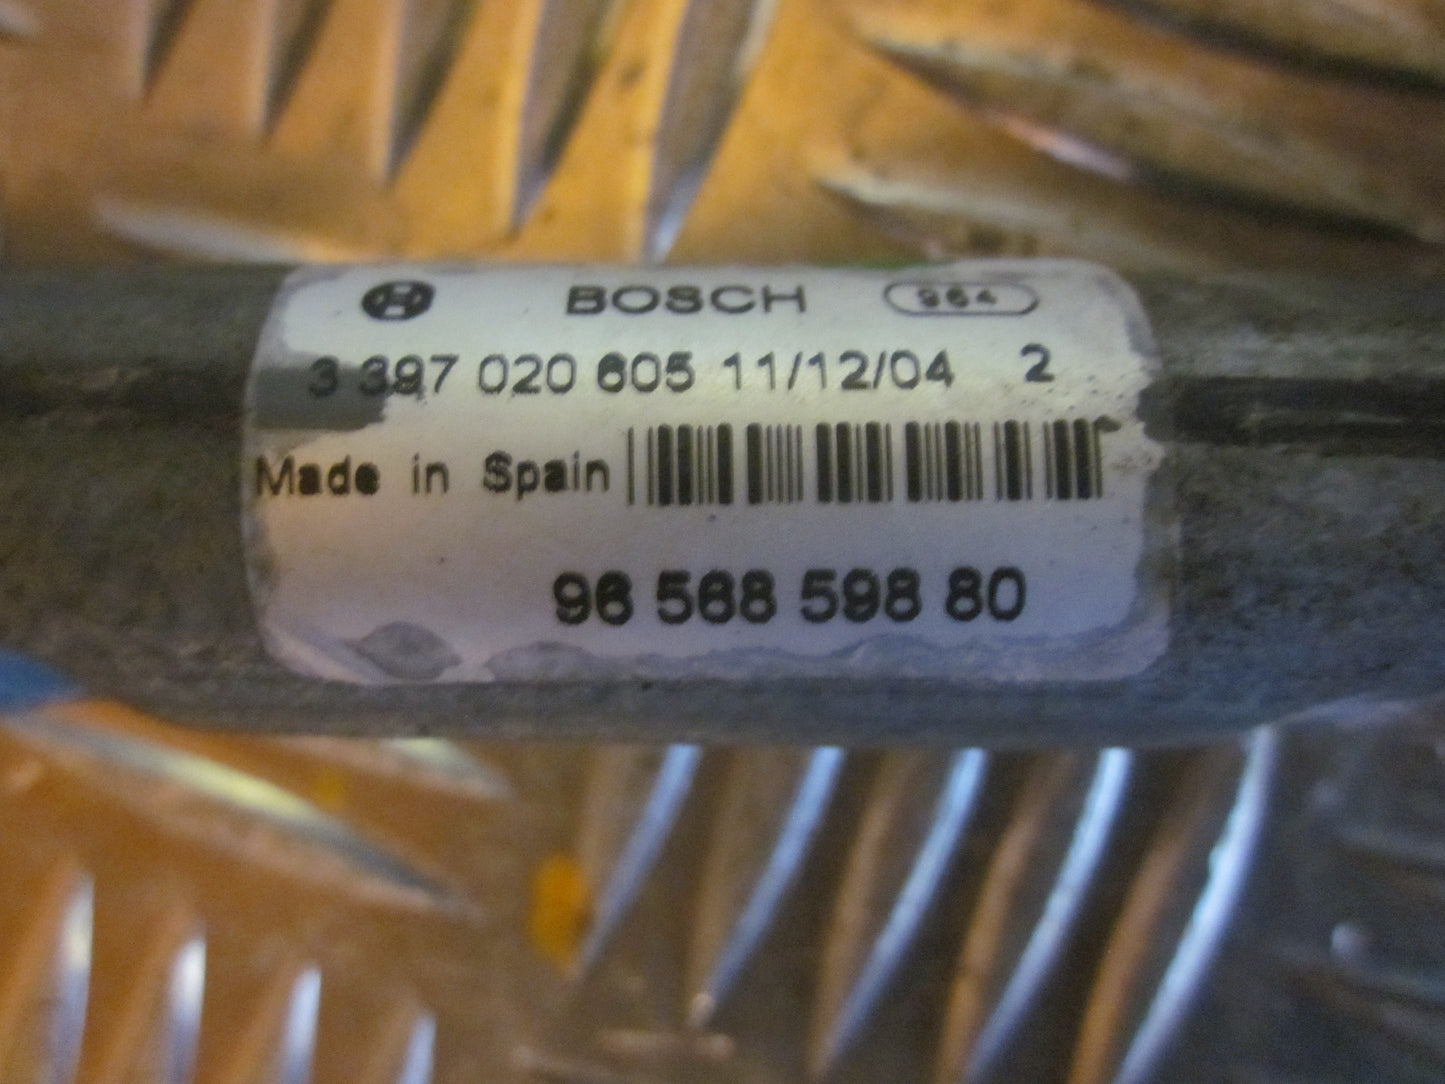 BOSCH 964
3 397 020 605 11/12/04 2
Made in Spain
96 568 598 80